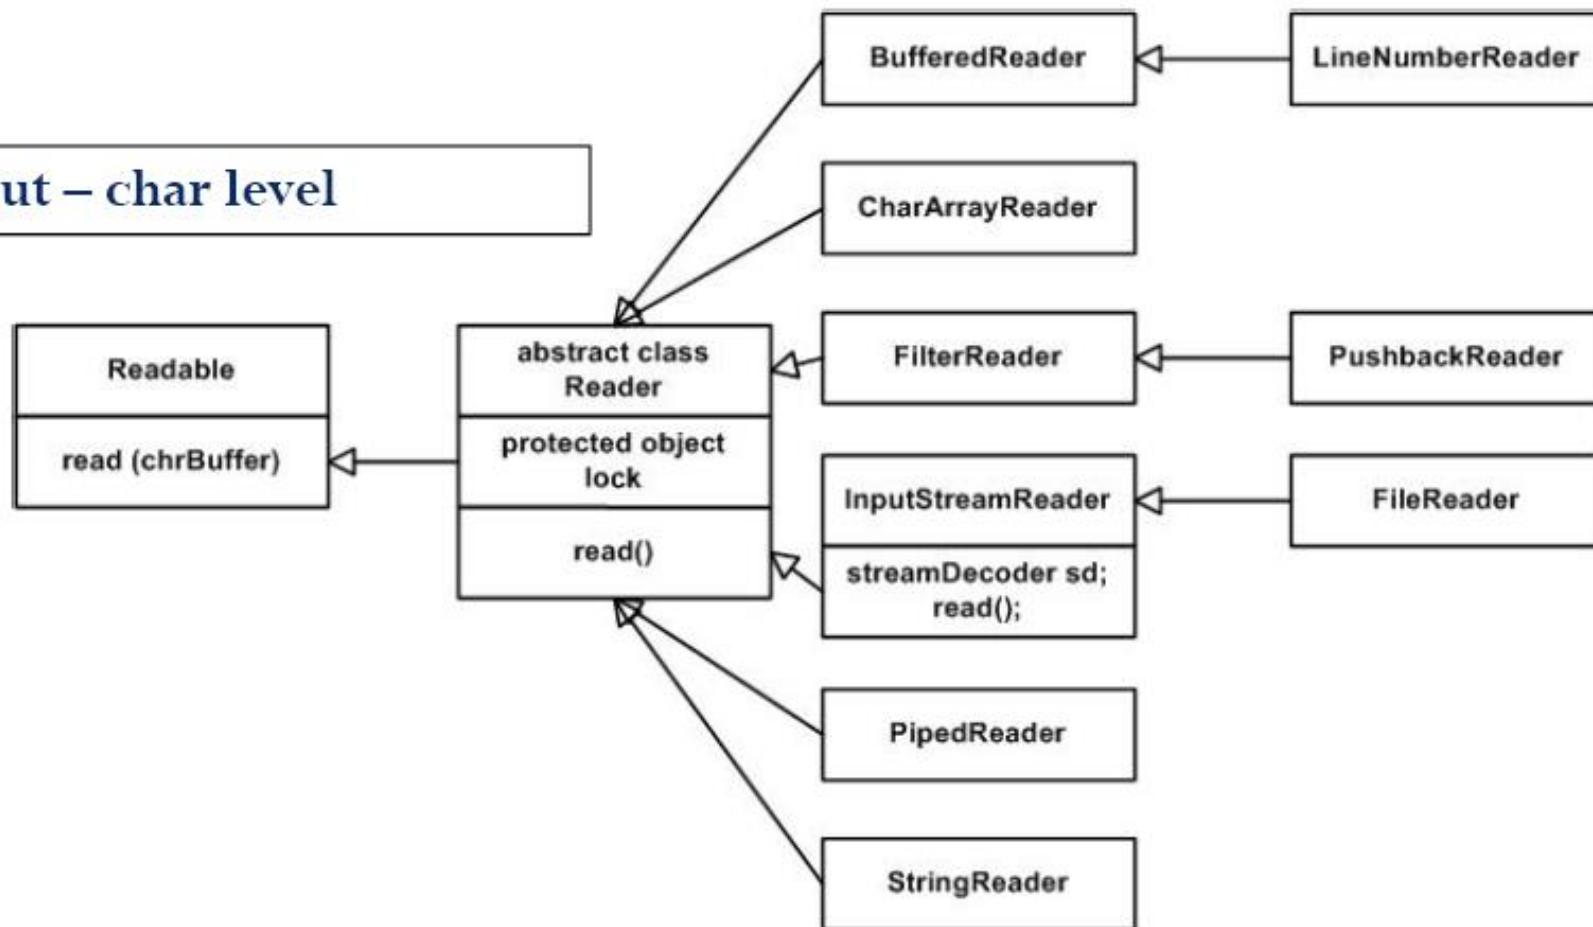 BufferedReader
LineNumberReader
ut – char level
CharArrayReader
Readable
read (chrBuffer)
abstract class
Reader
protected object
lock
read()
FilterReader
PushbackReader
InputStreamReader
streamDecoder sd;
read();
FileReader
PipedReader
StringReader